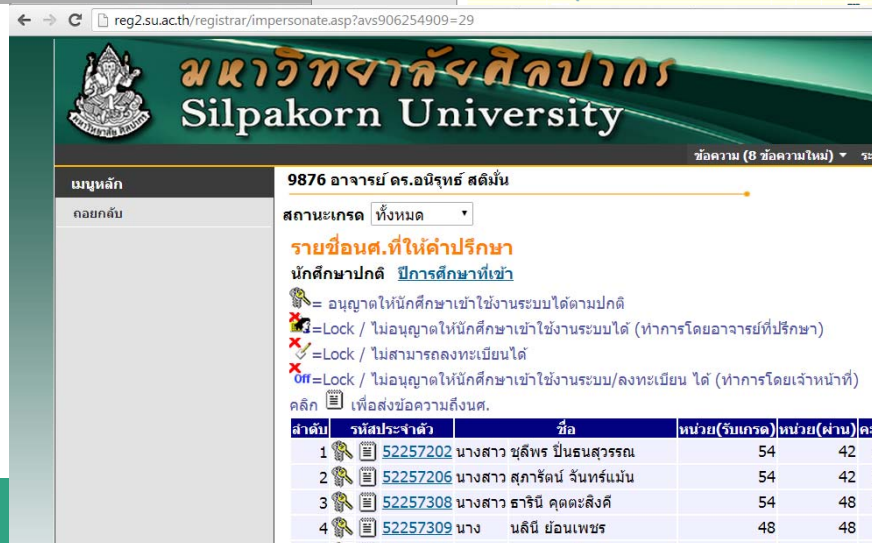 reg2.su.ac.th/registrar/impersonate.asp?avs906254909=29
มหาวิทยาลัยศิลปากร
Silpakorn University
มหาวิทยาลัยศิลปากร
ข้อความ (8 ข้อความใหม่) ระ
เมนูหลัก
ถอยกลับ
9876 อาจารย์ ดร.อนิรุทธ์ สติมั่น
สถานะเกรด ทั้งหมด
รายชื่อนศ.ที่ให้คำปรึกษา
นักศึกษาปกติ ปีการศึกษาที่เข้า
= อนุญาตให้นักศึกษาเข้าใช้งานระบบได้ตามปกติ
=Lock / ไม่อนุญาตให้นักศึกษาเข้าใช้งานระบบได้ (ทำการโดยอาจารย์ที่ปรึกษา)
=Lock / ไม่สามารถลงทะเบียนได้
Off=Lock / ไม่อนุญาตให้นักศึกษาเข้าใช้งานระบบ/ลงทะเบียน ได้ (ทำการโดยเจ้าหน้าที่)
คลิก เพื่อส่งข้อความถึงนศ.
ลำดับ รหัสประจำตัว ชื่อ หน่วย(รับเกรด) หน่วย(ผ่าน) คะ
1 52257202 นางสาว ชุลีพร ปิ่นธนสุวรรณ 54 42
2 52257206 นางสาว สุภารัตน์ จันทร์แม้น 54 42
3 52257308 นางสาว ธารินี คุตตะสิงคี 54 48
4 52257309 นาง นลินี ย้อนเพชร 48 48